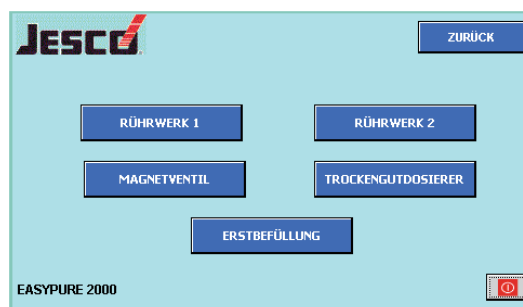 JESCO
ZURÜCK
RÜHRWERK 1
RÜHRWERK 2
MAGNETVENTIL
TROCKENGUTDOSIERER
ERSTBEFÜLLUNG
EASYPURE 2000